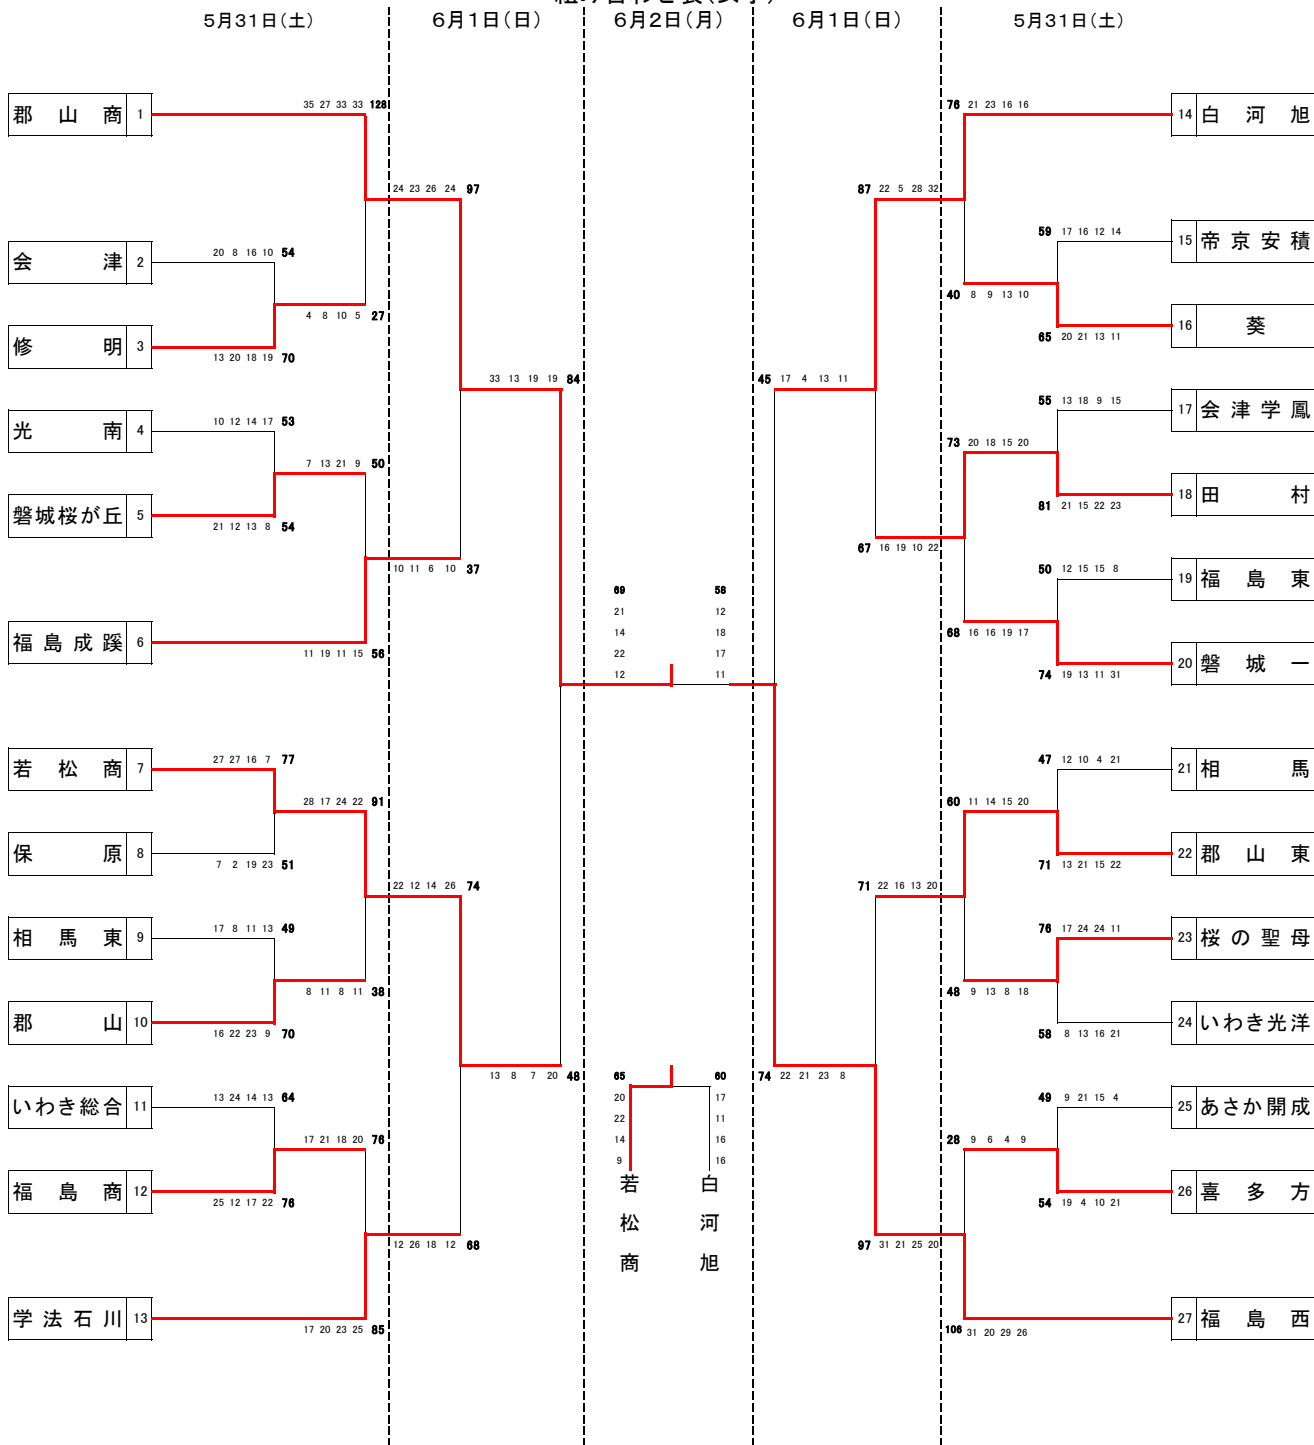 組み合わせ表(女子)
5月31日(土) 6月1日(日) 6月2日(月) 6月1日(日) 5月31日(土)
郡山商 1 35 27 33 33 128
24 23 26 24 97
会津 2 20 8 16 10 54
4 8 10 5 27
修明 3 13 20 18 19 70
33 13 19 19 84
光南 4 10 12 14 17 53
7 13 21 9 50
磐城桜が丘 5 21 12 13 8 54
10 11 6 10 37
福島成蹊 6 11 19 11 15 56
若松商 7 27 27 16 7 77
28 17 24 22 91
保原 8 7 2 19 23 51
22 12 14 26 74
相馬東 9 17 8 11 13 49
8 11 8 11 38
郡山 10 16 22 23 9 70
13 8 7 20 48
いわき総合 11 13 24 14 13 64
17 21 18 20 76
福島商 12 25 12 17 22 76
12 26 18 12 68
学法石川 13 17 20 23 25 85
69 58
21 12
14 18
22 17
12 11
65 60
20 17
22 11
14 16
9 16
若松商
白河旭
76 21 23 16 16 14 白河旭
87 22 5 28 32
59 17 16 12 14 15 帝京安積
40 8 9 13 10
65 20 21 13 11 16 葵
45 17 4 13 11
55 13 18 9 15 17 会津学鳳
73 20 18 15 20
81 21 15 22 23 18 田村
67 16 19 10 22
50 12 15 15 8 19 福島東
68 16 16 19 17
74 19 13 11 31 20 磐城一
47 12 10 4 21 21 相馬
60 11 14 15 20
71 13 21 15 22 22 郡山東
71 22 16 13 20
76 17 24 24 11 23 桜の聖母
48 9 13 8 18
58 8 13 16 21 24 いわき光洋
74 22 21 23 8
49 9 21 15 4 25 あさか開成
28 9 6 4 9
54 19 4 10 21 26 喜多方
97 31 21 25 20
106 31 20 29 26 27 福島西